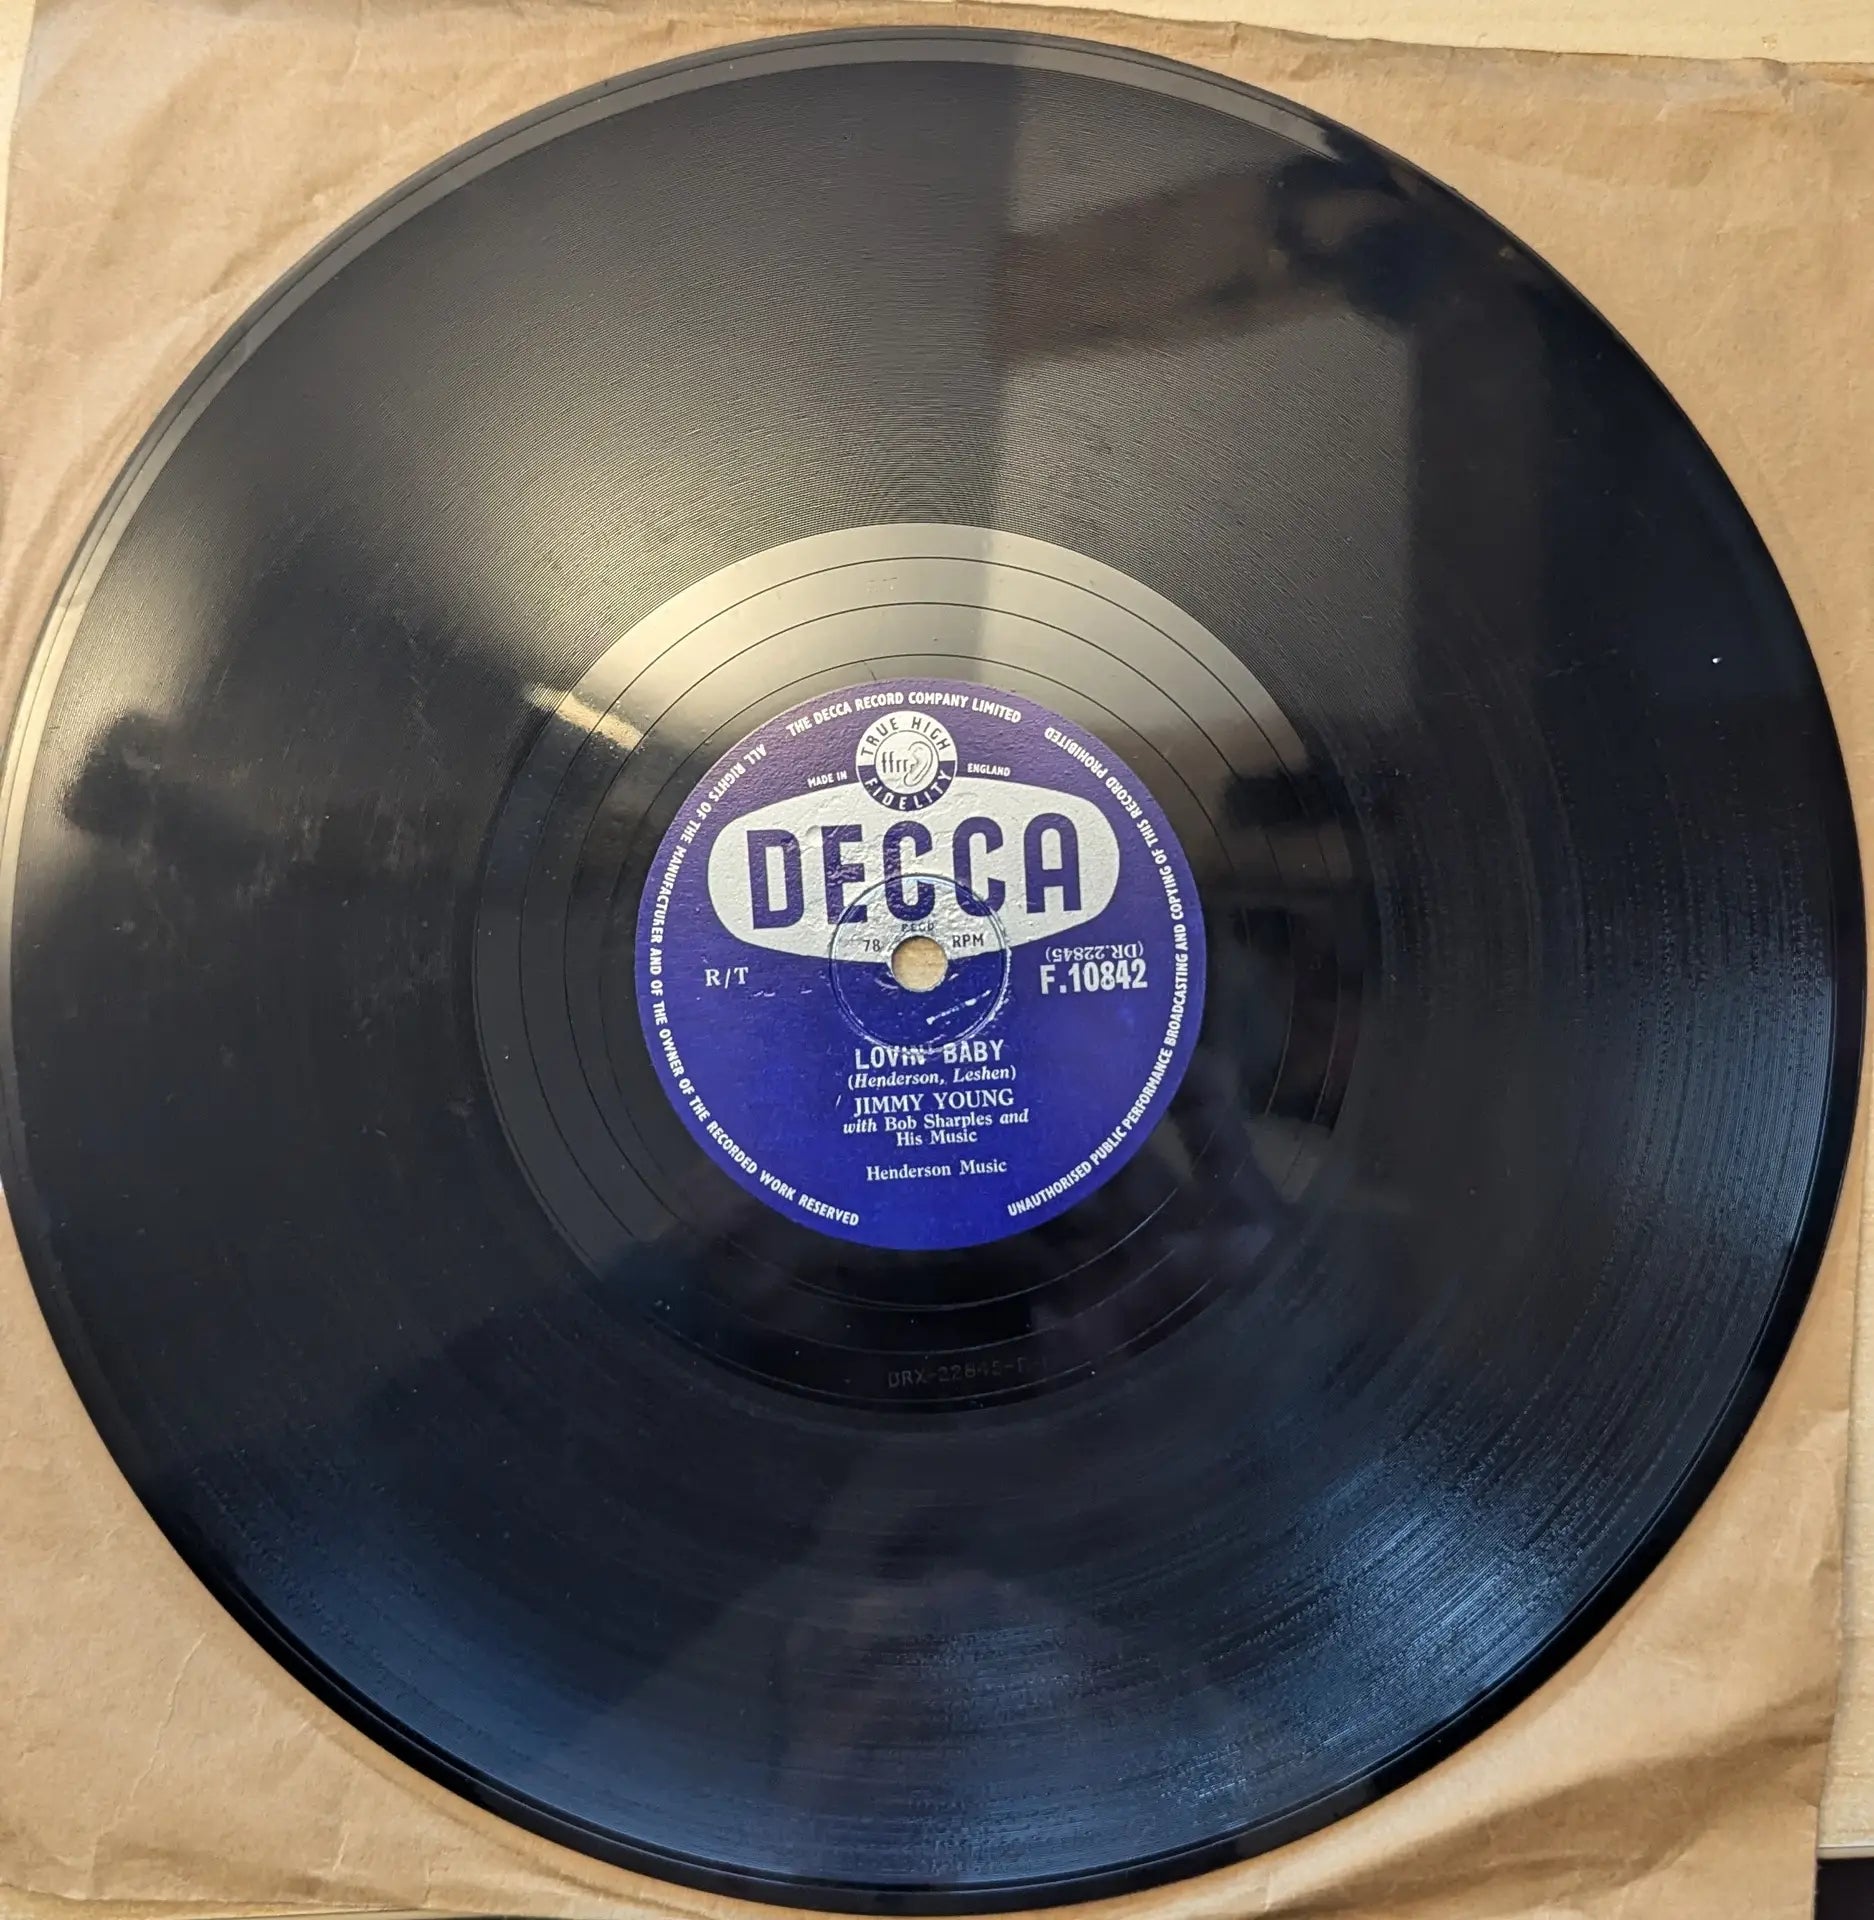 THE DECCA RECORD COMPANY LIMITED
ALL RIGHTS OF THE MANUFACTURER AND OF THE OWNER OF THE RECORDED WORK RESERVED
UNAUTHORISED PUBLIC PERFORMANCE BROADCASTING AND COPYING OF THIS RECORD PROHIBITED
TRUE HIGH
ffrr
FIDELITY
MADE IN ENGLAND
DECCA
78 RPM
R/T
(DR.22845)
F.10842
LOVIN' BABY
(Henderson, Leshen)
JIMMY YOUNG
with Bob Sharples and
His Music
Henderson Music